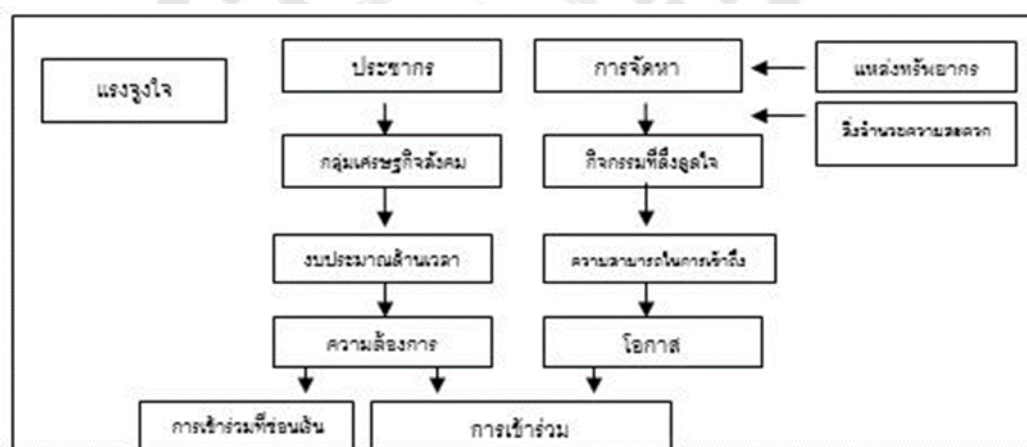 แรงจูงใจ
ประชากร
การจัดหา
แหล่งทรัพยากร
สิ่งอำนวยความสะดวก
กลุ่มเศรษฐกิจสังคม
กิจกรรมที่ดึงดูดใจ
งบประมาณด้านเวลา
ความสามารถในการเข้าถึง
ความต้องการ
โอกาส
การเข้าร่วมที่ซ่อนเร้น
การเข้าร่วม